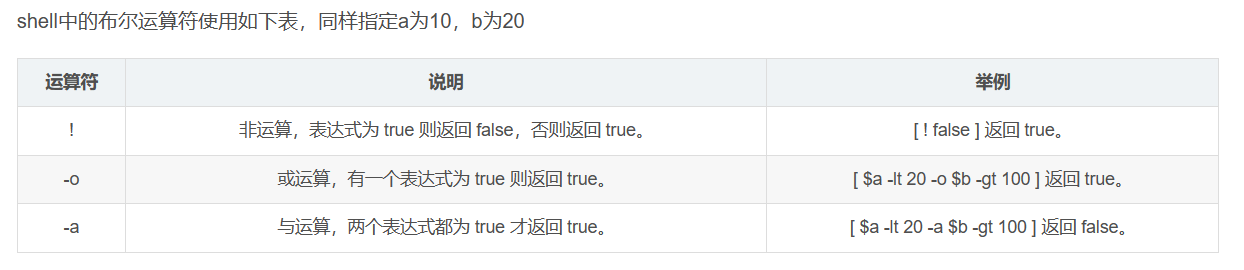 shell中的布尔运算符使用如下表，同样指定a为10，b为20
运算符 说明 举例
! 非运算，表达式为 true 则返回 false，否则返回 true。 [ ! false ] 返回 true。
-o 或运算，有一个表达式为 true 则返回 true。 [ $a -lt 20 -o $b -gt 100 ] 返回 true。
-a 与运算，两个表达式都为 true 才返回 true。 [ $a -lt 20 -a $b -gt 100 ] 返回 false。